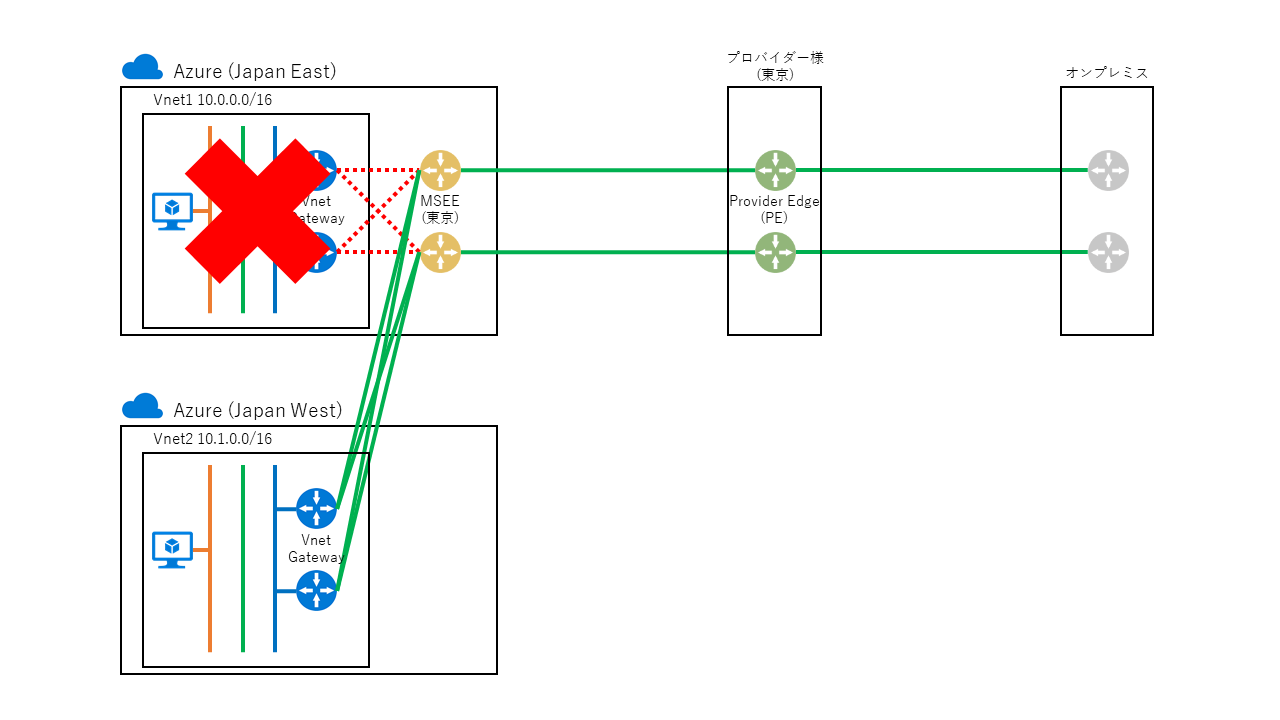 Azure (Japan East)
プロバイダー様
(東京)
オンプレミス
Vnet1 10.0.0.0/16
MSEE
(東京)
Provider Edge
(PE)
Azure (Japan West)
Vnet2 10.1.0.0/16
Vnet
Gateway